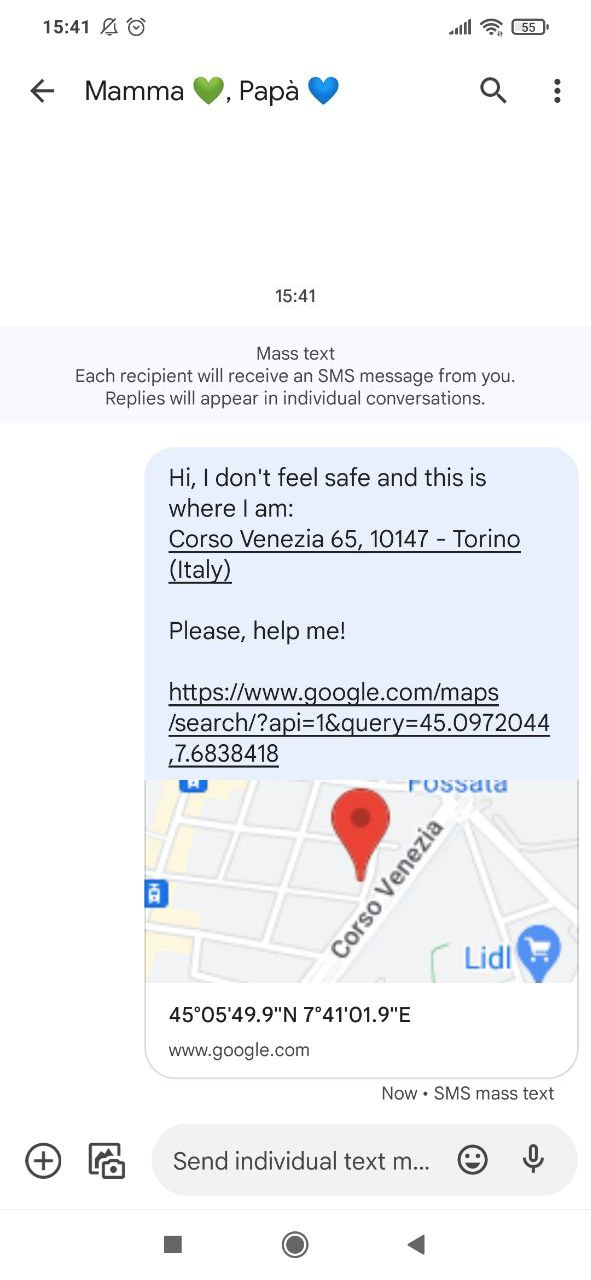 15:41
55
Mamma 💚, Papà 💙
15:41
Mass text
Each recipient will receive an SMS message from you.
Replies will appear in individual conversations.
Hi, I don't feel safe and this is
where I am:
Corso Venezia 65, 10147 - Torino
(Italy)
Please, help me!
https://www.google.com/maps
/search/?api=1&query=45.0972044
,7.6838418
Fossata
Corso Venezia
Lidl
45°05'49.9"N 7°41'01.9"E
www.google.com
Now • SMS mass text
Send individual text m...